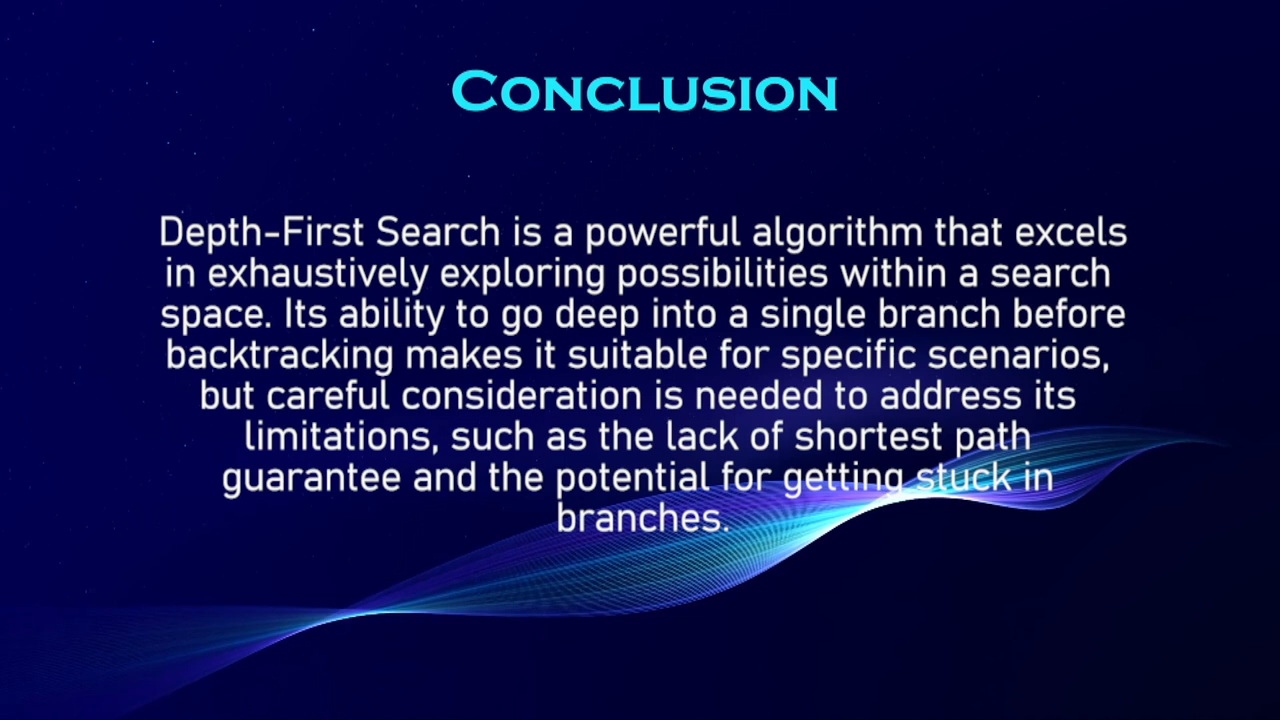 Conclusion
Depth-First Search is a powerful algorithm that excels
in exhaustively exploring possibilities within a search
space. Its ability to go deep into a single branch before
backtracking makes it suitable for specific scenarios,
but careful consideration is needed to address its
limitations, such as the lack of shortest path
guarantee and the potential for getting stuck in
branches.